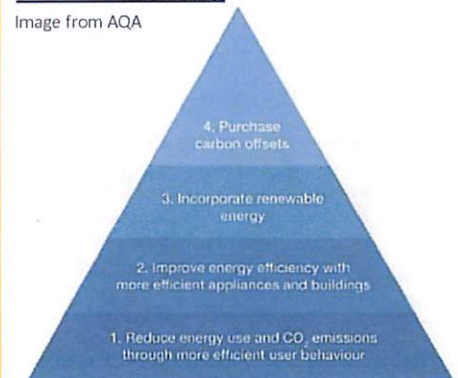 Image from AQA
4. Purchase
carbon offsets
3. Incorporate renewable
energy
2. Improve energy efficiency with
more efficient appliances and buildings
1. Reduce energy use and CO₂ emissions
through more efficient user behaviour